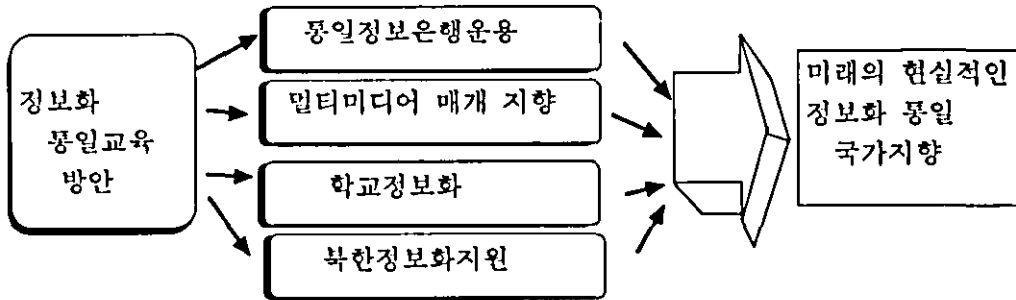 정보화
통일교육
방안
통일정보은행운용
멀티미디어 매개 지향
학교정보화
북한정보화지원
미래의 현실적인
정보화 통일
국가지향